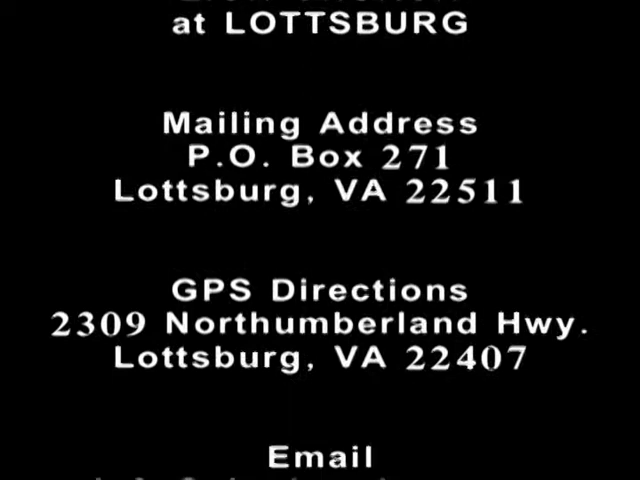 at LOTTSBURG
Mailing Address
P.O. Box 271
Lottsburg, VA 22511
GPS Directions
2309 Northumberland Hwy.
Lottsburg, VA 22407
Email